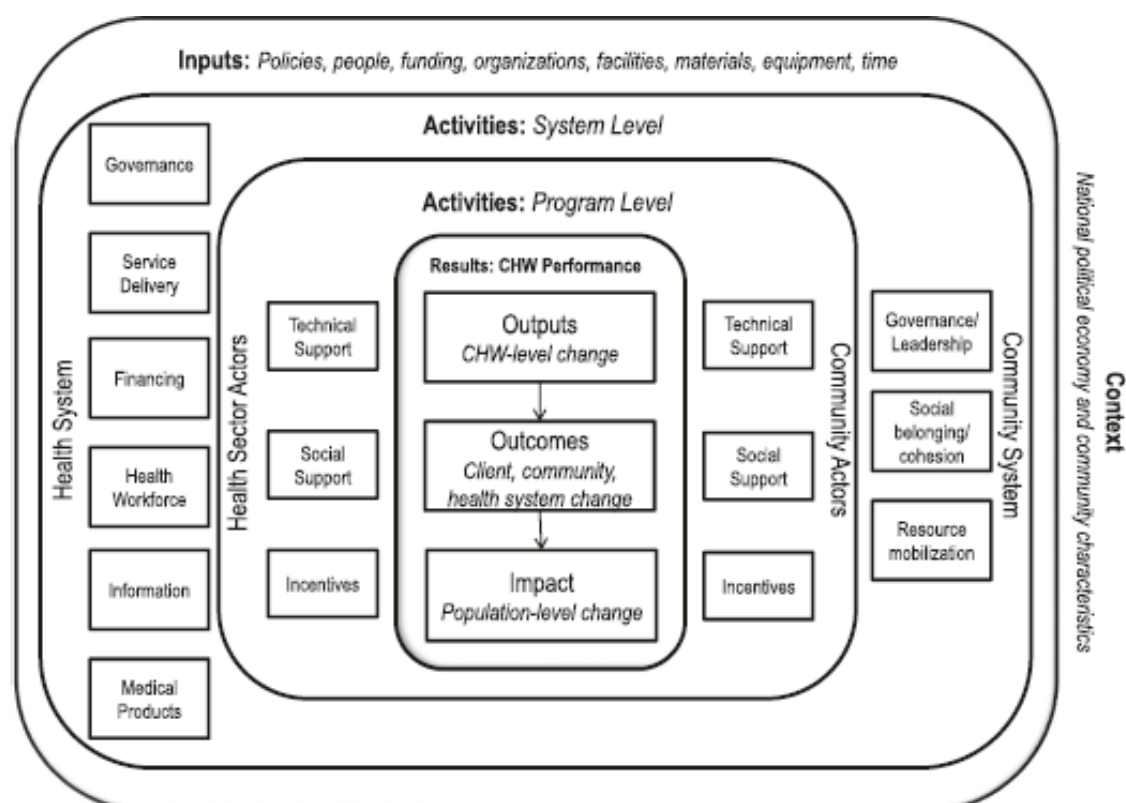 Inputs: Policies, people, funding, organizations, facilities, materials, equipment, time
Activities: System Level
Activities: Program Level
Results: CHW Performance
Health System
Governance
Service
Delivery
Financing
Health
Workforce
Information
Medical
Products
Health Sector Actors
Technical
Support
Social
Support
Incentives
Outputs
CHW-level change
Outcomes
Client, community,
health system change
Impact
Population-level change
Technical
Support
Social
Support
Incentives
Community Actors
Governance/
Leadership
Social
belonging/
cohesion
Resource
mobilization
Community System
Context
National political economy and community characteristics